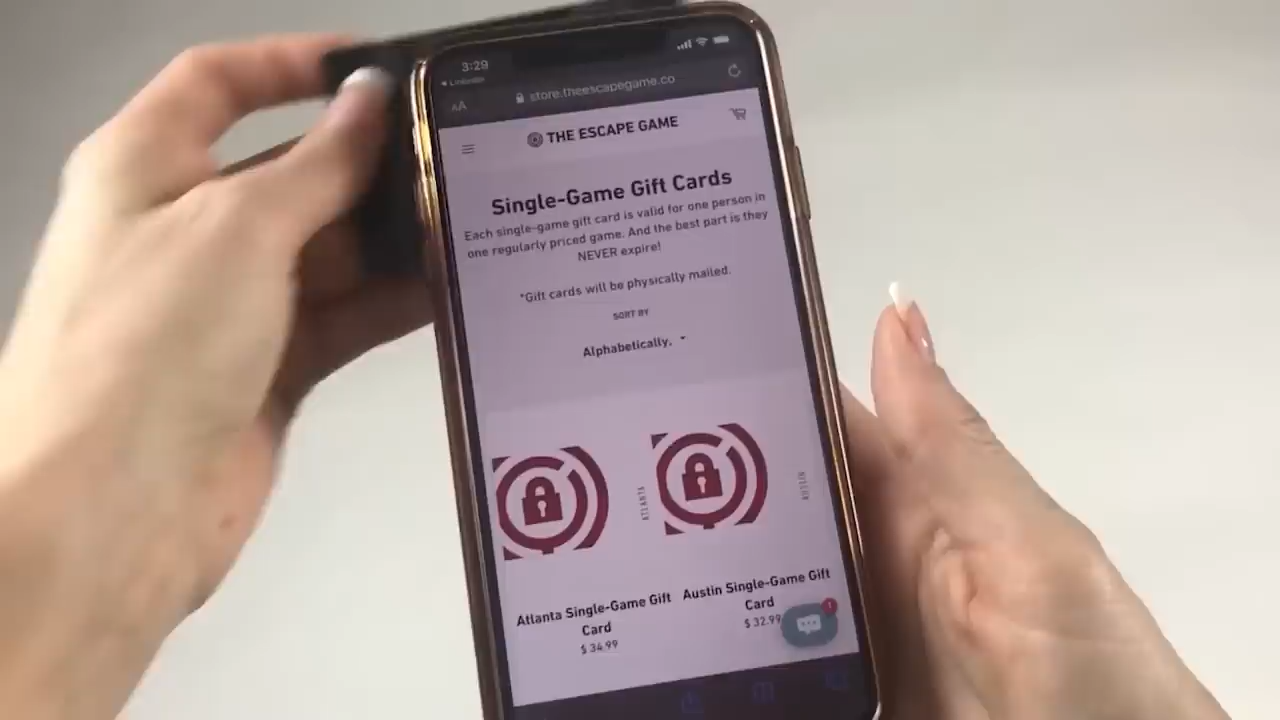 3:29
LinkedIn
AA
store.theescapegame.co
THE ESCAPE GAME
Single-Game Gift Cards
Each single-game gift card is valid for one person in
one regularly priced game. And the best part is they
NEVER expire!
*Gift cards will be physically mailed.
SORT BY
Alphabetically,
ATLANTA
AUSTIN
Atlanta Single-Game Gift
Card
$ 34.99
Austin Single-Game Gift
Card
$ 32.99
1